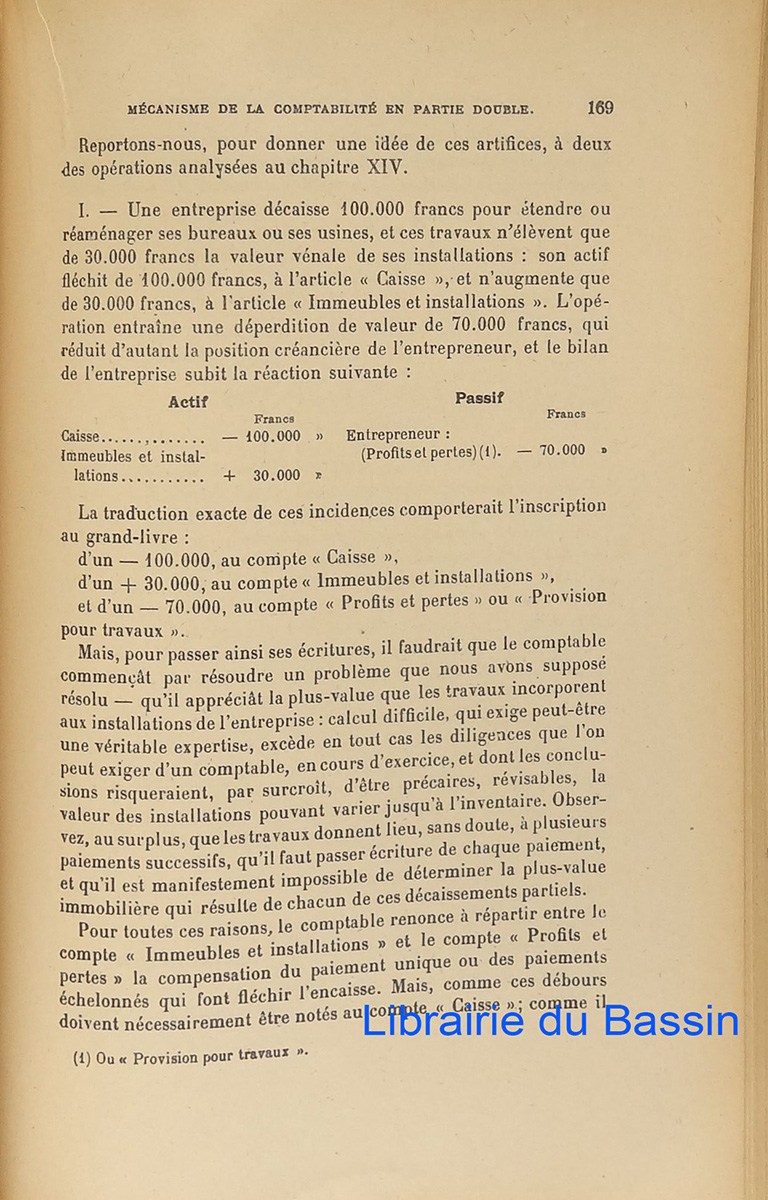 MÉCANISME DE LA COMPTABILITÉ EN PARTIE DOUBLE. 169
Reportons-nous, pour donner une idée de ces artifices, à deux
des opérations analysées au chapitre XIV.
I. — Une entreprise décaisse 100.000 francs pour étendre ou
réaménager ses bureaux ou ses usines, et ces travaux n'élèvent que
de 30.000 francs la valeur vénale de ses installations : son actif
fléchit de 100.000 francs, à l'article « Caisse », et n'augmente que
de 30.000 francs, à l'article « Immeubles et installations ». L'opé-
ration entraîne une déperdition de valeur de 70.000 francs, qui
réduit d'autant la position créancière de l'entrepreneur, et le bilan
de l'entreprise subit la réaction suivante :
Actif Passif
Francs Francs
Caisse.............. — 100.000 » Entrepreneur :
Immeubles et instal- (Profits et pertes) (1). — 70.000 »
lations........... + 30.000 »
La traduction exacte de ces incidences comporterait l'inscription
au grand-livre :
d'un — 100.000, au compte « Caisse »,
d'un + 30.000, au compte « Immeubles et installations »,
et d'un — 70.000, au compte « Profits et pertes » ou « Provision
pour travaux ».
Mais, pour passer ainsi ses écritures, il faudrait que le comptable
commençât par résoudre un problème que nous avons supposé
résolu — qu'il appréciât la plus-value que les travaux incorporent
aux installations de l'entreprise : calcul difficile, qui exige peut-être
une véritable expertise, excède en tout cas les diligences que l'on
peut exiger d'un comptable, en cours d'exercice, et dont les conclu-
sions risqueraient, par surcroît, d'être précaires, révisables, la
valeur des installations pouvant varier jusqu'à l'inventaire. Obser-
vez, au surplus, que les travaux donnent lieu, sans doute, à plusieurs
paiements successifs, qu'il faut passer écriture de chaque paiement,
et qu'il est manifestement impossible de déterminer la plus-value
immobilière qui résulte de chacun de ces décaissements partiels.
Pour toutes ces raisons, le comptable renonce à répartir entre le
compte « Immeubles et installations » et le compte « Profits et
pertes » la compensation du paiement unique ou des paiements
échelonnés qui font fléchir l'encaisse. Mais, comme ces débours
doivent nécessairement être notés au compte « Caisse » ; comme il
Librairie du Bassin
(1) Ou « Provision pour travaux ».